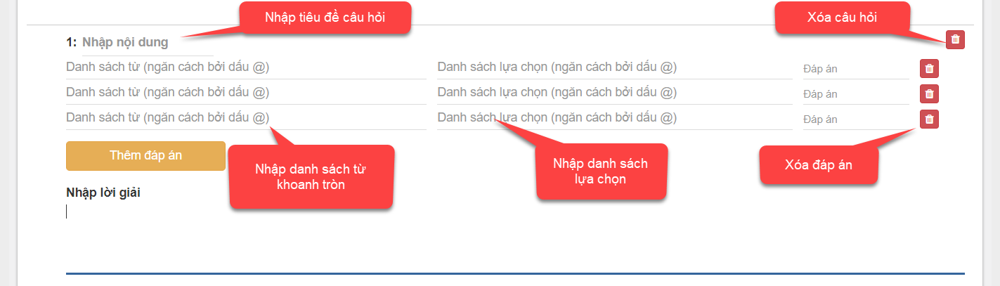 Nhập tiêu đề câu hỏi
Xóa câu hỏi
1: Nhập nội dung
Danh sách từ (ngăn cách bởi dấu @) Danh sách lựa chọn (ngăn cách bởi dấu @) Đáp án
Danh sách từ (ngăn cách bởi dấu @) Danh sách lựa chọn (ngăn cách bởi dấu @) Đáp án
Danh sách từ (ngăn cách bởi dấu @) Danh sách lựa chọn (ngăn cách bởi dấu @) Đáp án
Thêm đáp án
Nhập danh sách từ
khoanh tròn
Nhập danh sách
lựa chọn
Xóa đáp án
Nhập lời giải